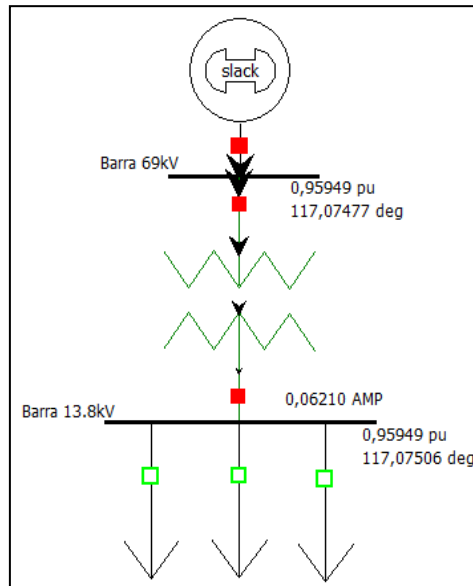 slack
Barra 69kV
0,95949 pu
117,07477 deg
0,06210 AMP
Barra 13.8kV
0,95949 pu
117,07506 deg